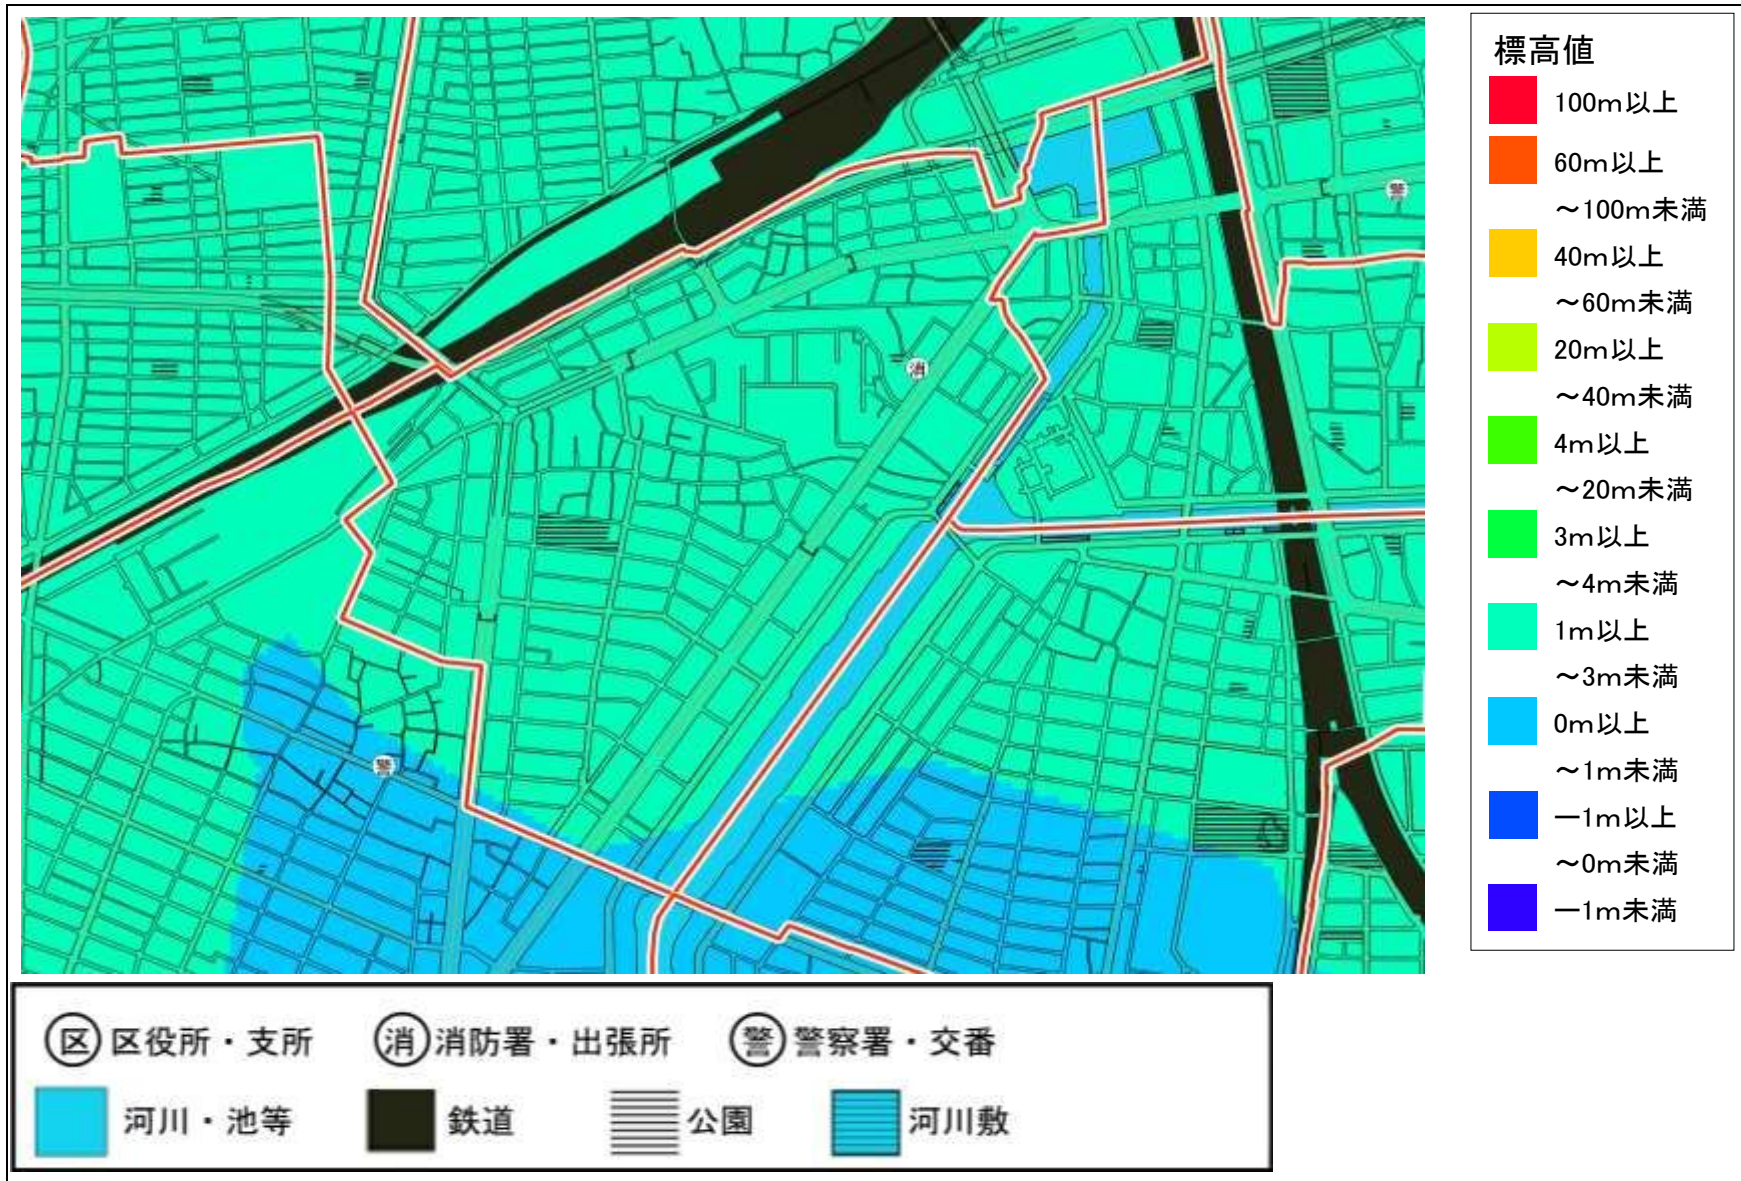 警
消
警
標高値
100m以上
60m以上
～100m未満
40m以上
～60m未満
20m以上
～40m未満
4m以上
～20m未満
3m以上
～4m未満
1m以上
～3m未満
0m以上
～1m未満
－1m以上
～0m未満
－1m未満
区 区役所・支所 消 消防署・出張所 警 警察署・交番
河川・池等 鉄道 公園 河川敷